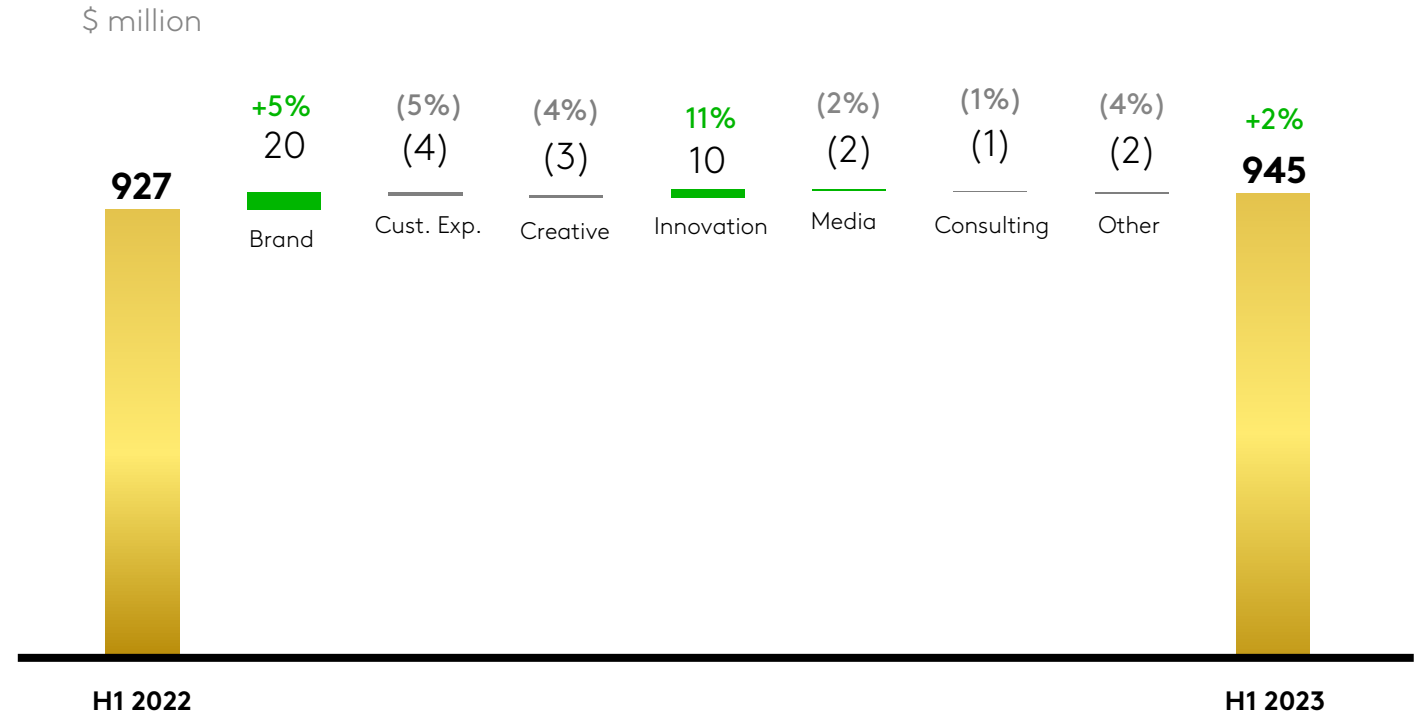 $ million
+5%
20
Brand
(5%)
(4)
Cust. Exp.
(4%)
(3)
Creative
11%
10
Innovation
(2%)
(2)
Media
(1%)
(1)
Consulting
(4%)
(2)
Other
+2%
945
927
H1 2022
H1 2023